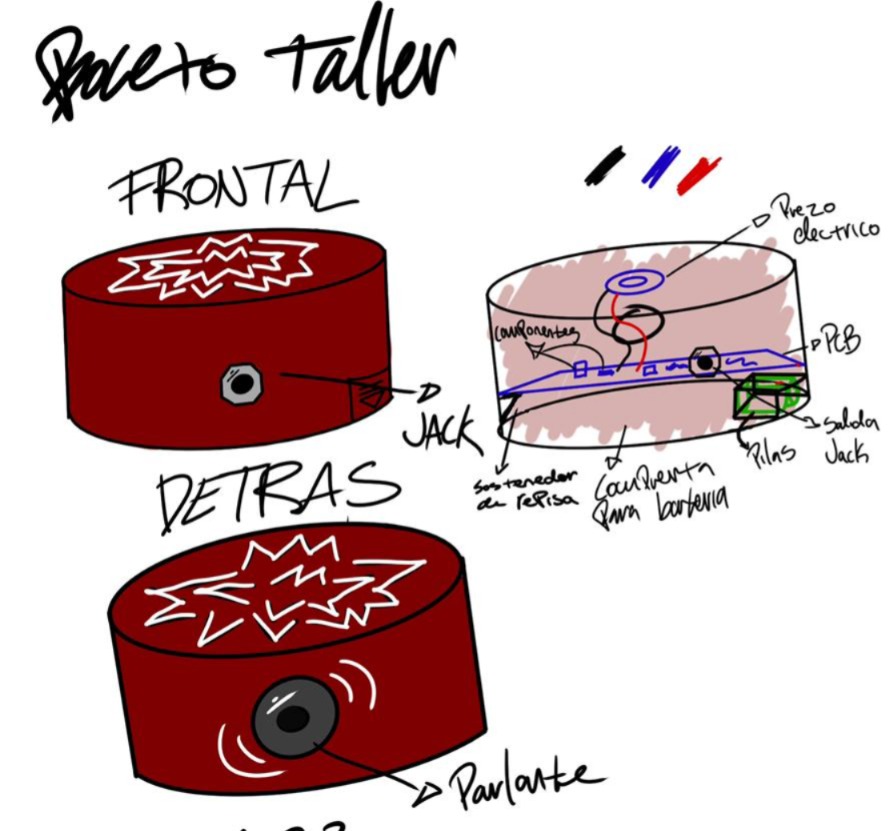 Boceto Taller
FRONTAL
JACK
Piezo
electrico
componentes
PCB
salida
Jack
Pilas
sostenedor
de repisa
Compuerta
para bateria
DETRAS
Parlante